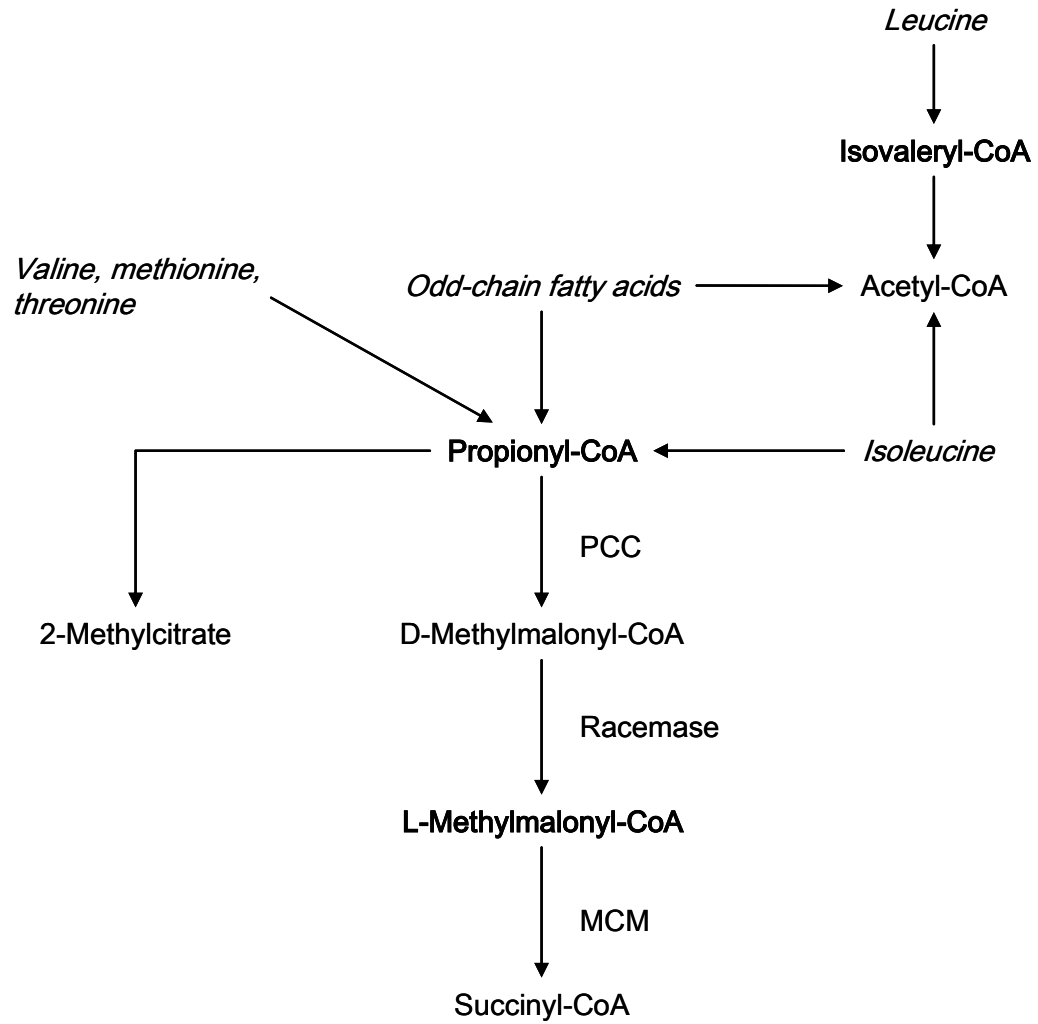 Leucine
Isovaleryl-CoA
Valine, methionine,
threonine
Odd-chain fatty acids
Acetyl-CoA
Propionyl-CoA
Isoleucine
PCC
2-Methylcitrate
D-Methylmalonyl-CoA
Racemase
L-Methylmalonyl-CoA
MCM
Succinyl-CoA